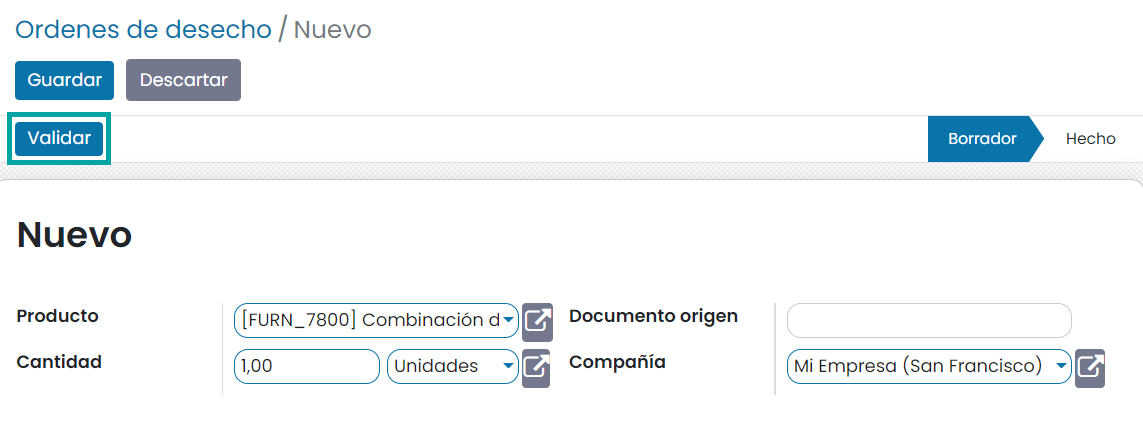 Ordenes de desecho / Nuevo
Guardar Descartar
Validar Borrador Hecho
Nuevo
Producto [FURN_7800] Combinación d Documento origen
Cantidad 1,00 Unidades Compañía Mi Empresa (San Francisco)